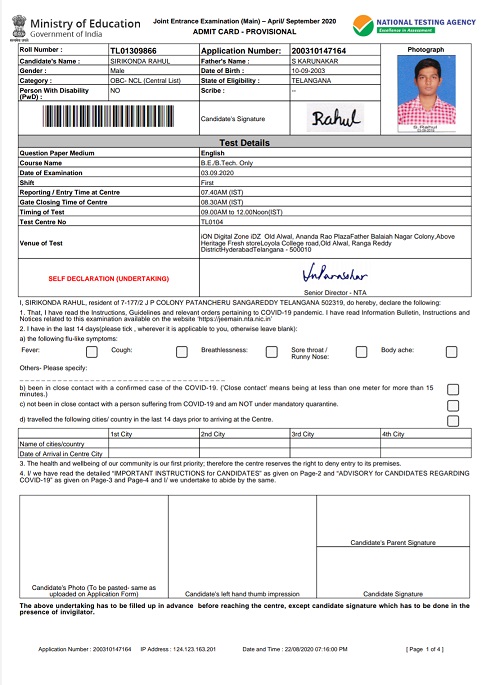 Ministry of Education
Government of India
Joint Entrance Examination (Main) – April/ September 2020
ADMIT CARD - PROVISIONAL
NATIONAL TESTING AGENCY
Excellence in Assessment
Roll Number : TL01309866 Application Number: 200310147164 Photograph
Candidate's Name : SIRIKONDA RAHUL Father's Name : S KARUNAKAR
Gender : Male Date of Birth : 10-09-2003
Category : OBC- NCL (Central List) State of Eligibility : TELANGANA
Person With Disability (PwD) : NO Scribe : --
Candidate's Signature Rahul
S. Rahul
Test Details
Question Paper Medium English
Course Name B.E./B.Tech. Only
Date of Examination 03.09.2020
Shift First
Reporting / Entry Time at Centre 07.40AM (IST)
Gate Closing Time of Centre 08.30AM (IST)
Timing of Test 09.00AM to 12.00Noon(IST)
Test Centre No TL0104
Venue of Test iON Digital Zone iDZ Old Alwal, Ananda Rao PlazaFather Balaiah Nagar Colony,Above
Heritage Fresh storeLoyola College road,Old Alwal, Ranga Reddy
DistrictHyderabadTelangana - 500010
SELF DECLARATION (UNDERTAKING)
Senior Director - NTA
I, SIRIKONDA RAHUL, resident of 7-177/2 J P COLONY PATANCHERU SANGAREDDY TELANGANA 502319, do hereby, declare the following:
1. That, I have read the Instructions, Guidelines and relevant orders pertaining to COVID-19 pandemic. I have read Information Bulletin, Instructions and
Notices related to this examination available on the website 'https://jeemain.nta.nic.in'
2. I have in the last 14 days(please tick , wherever it is applicable to you, otherwise leave blank):
a) the following flu-like symptoms:
Fever: Cough: Breathlessness: Sore throat / Runny Nose: Body ache:
Others- Please specify:
b) been in close contact with a confirmed case of the COVID-19. ('Close contact' means being at less than one meter for more than 15
minutes.)
c) not been in close contact with a person suffering from COVID-19 and am NOT under mandatory quarantine.
d) travelled the following cities/ country in the last 14 days prior to arriving at the Centre.
1st City 2nd City 3rd City 4th City
Name of cities/country
Date of Arrival in Centre City
3. The health and wellbeing of our community is our first priority; therefore the centre reserves the right to deny entry to its premises.
4. I/ we have read the detailed "IMPORTANT INSTRUCTIONS for CANDIDATES" as given on Page-2 and "ADVISORY for CANDIDATES REGARDING
COVID-19" as given on Page-3 and Page-4 and I/ we undertake to abide by the same.
Candidate's Parent Signature
Candidate's Photo (To be pasted- same as
uploaded on Application Form)
Candidate's left hand thumb impression
Candidate Signature
The above undertaking has to be filled up in advance before reaching the centre, except candidate signature which has to be done in the
presence of invigilator.
Application Number : 200310147164 IP Address : 124.123.163.201 Date and Time : 22/08/2020 07:16:00 PM [ Page 1 of 4 ]